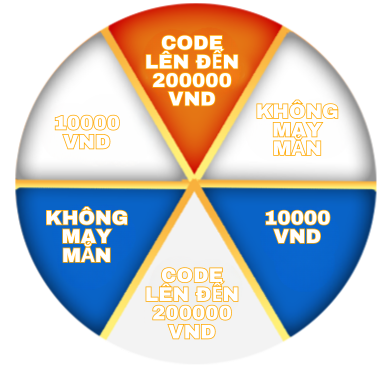 CODE
LÊN ĐẾN
200000
VND
KHÔNG
MAY
MẮN
10000
VND
CODE
LÊN ĐẾN
200000
VND
KHÔNG
MAY
MẮN
10000
VND